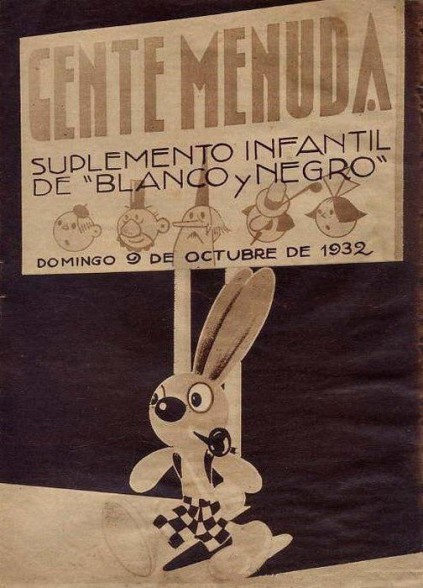 GENTE MENUDA
SUPLEMENTO INFANTIL
DE "BLANCO y NEGRO"
DOMINGO 9 DE OCTUBRE DE 1932